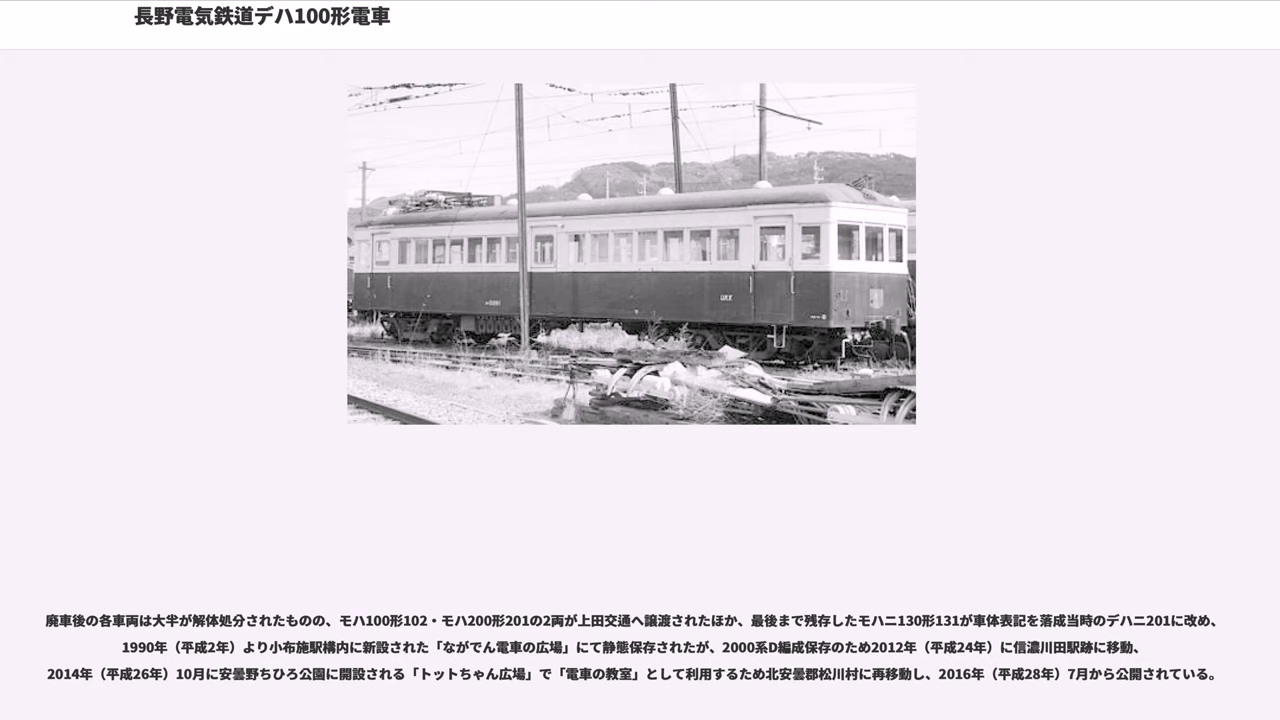 長野電気鉄道デハ100形電車
廃車後の各車両は大半が解体処分されたものの、モハ100形102・モハ200形201の2両が上田交通へ譲渡されたほか、最後まで残存したモハニ130形131が車体表記を落成当時のデハニ201に改め、
1990年（平成2年）より小布施駅構内に新設された「ながでん電車の広場」にて静態保存されたが、2000系D編成保存のため2012年（平成24年）に信濃川田駅跡に移動、
2014年（平成26年）10月に安曇野ちひろ公園に開設される「トットちゃん広場」で「電車の教室」として利用するため北安曇郡松川村に再移動し、2016年（平成28年）7月から公開されている。